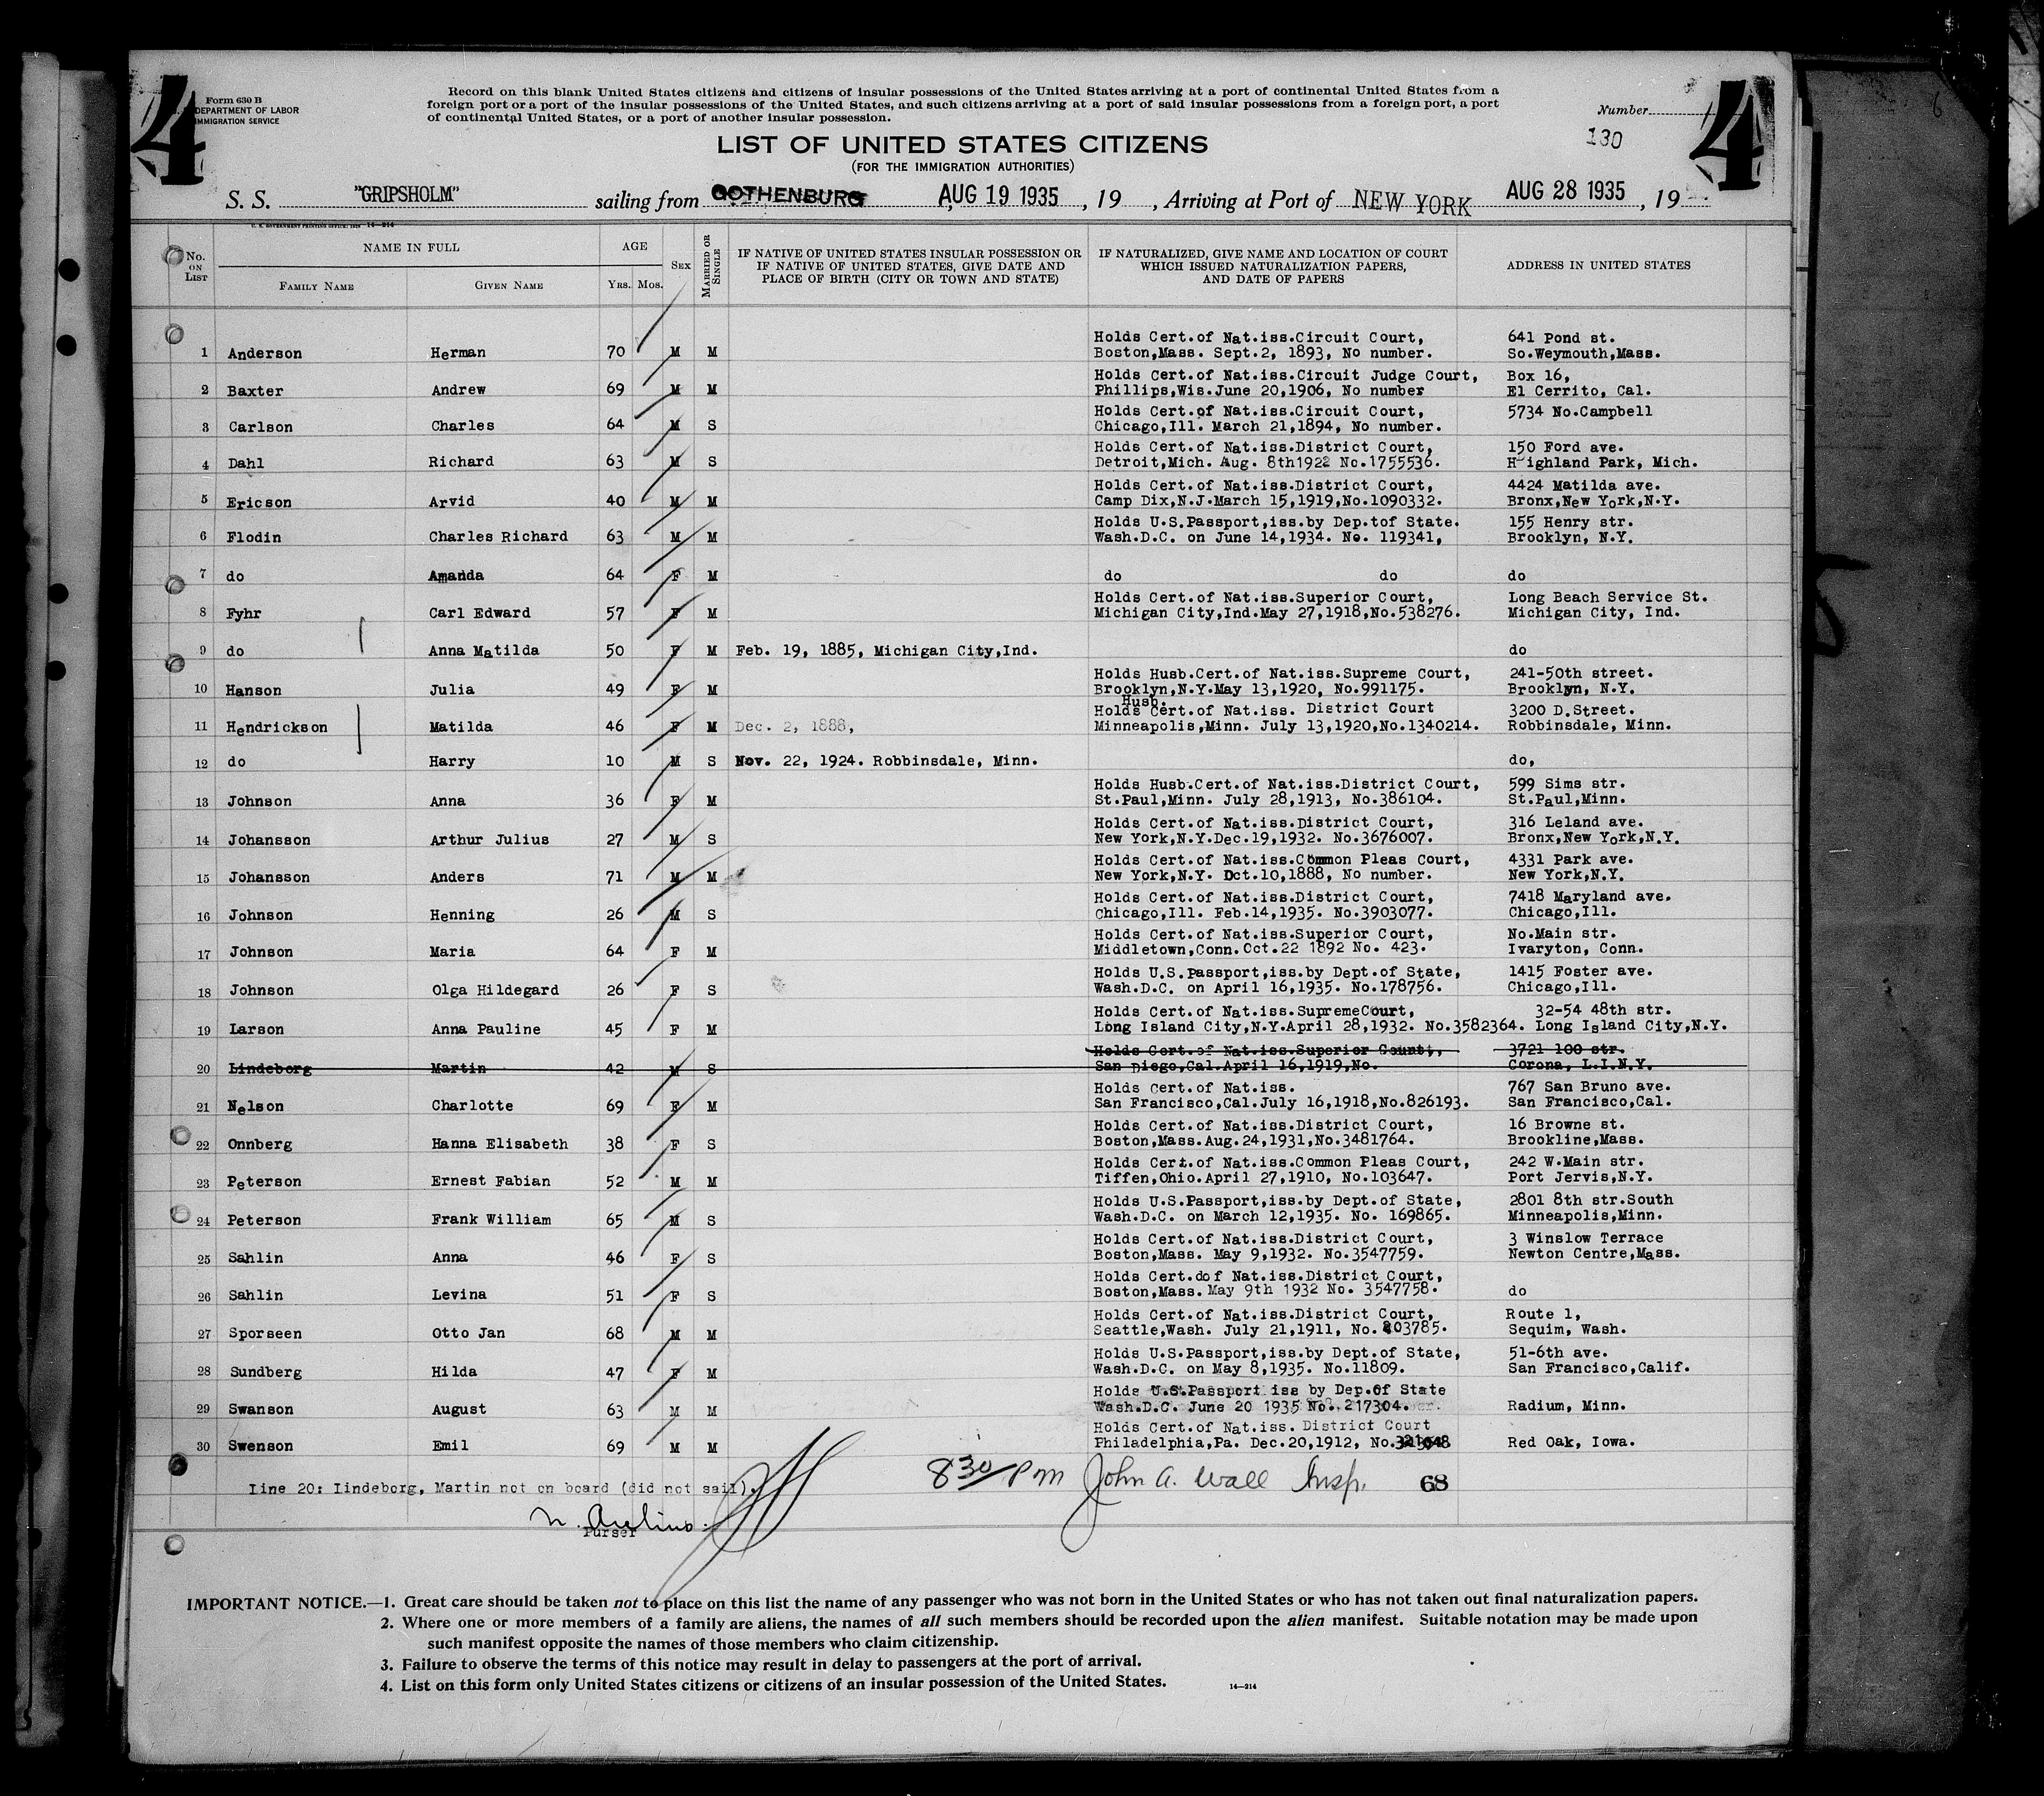 4
4
Form 630 B
DEPARTMENT OF LABOR
IMMIGRATION SERVICE
Record on this blank United States citizens and citizens of insular possessions of the United States arriving at a port of continental United States from a
foreign port or a port of the insular possessions of the United States, and such citizens arriving at a port of said insular possessions from a foreign port, a port
of continental United States, or a port of another insular possession.
Number
130
LIST OF UNITED STATES CITIZENS
(FOR THE IMMIGRATION AUTHORITIES)
S. S. "GRIPSHOLM" sailing from GOTHENBURG AUG 19 1935, 19 , Arriving at Port of NEW YORK AUG 28 1935, 19
U. S. GOVERNMENT PRINTING OFFICE: 14—214
No. ON LIST
NAME IN FULL
FAMILY NAME GIVEN NAME
AGE
YRS. MOS.
SEX
MARRIED OR SINGLE
IF NATIVE OF UNITED STATES INSULAR POSSESSION OR
IF NATIVE OF UNITED STATES, GIVE DATE AND
PLACE OF BIRTH (CITY OR TOWN AND STATE)
IF NATURALIZED, GIVE NAME AND LOCATION OF COURT
WHICH ISSUED NATURALIZATION PAPERS,
AND DATE OF PAPERS
ADDRESS IN UNITED STATES
Holds Cert.of Nat.iss.Circuit Court, 641 Pond st.
1 Anderson Herman 70 M M Boston,Mass. Sept.2, 1893, No number. So.Weymouth,Mass.
Holds Cert.of Nat.iss.Circuit Judge Court, Box 16,
2 Baxter Andrew 69 M M Phillips,Wis.June 20,1906, No number El Cerrito, Cal.
Holds Cert.of Nat.iss.Circuit Court, 5734 No.Campbell
3 Carlson Charles 64 M S Chicago,Ill. March 21,1894, No number.
Holds Cert.of Nat.iss.District Court, 150 Ford ave.
4 Dahl Richard 63 M S Detroit,Mich. Aug. 8th1922 No.1755536. Highland Park, Mich.
Holds Cert.of Nat.iss.District Court, 4424 Matilda ave.
5 Ericson Arvid 40 M M Camp Dix,N.J.March 15,1919,No.1090332. Bronx,New York,N.Y.
Holds U.S.Passport,iss.by Dep.tof State. 155 Henry str.
6 Flodin Charles Richard 63 M M Wash.D.C. on June 14,1934. No. 119341, Brooklyn, N.Y.
7 do Amanda 64 F M do do do
Holds Cert.of Nat.iss.Superior Court, Long Beach Service St.
8 Fyhr Carl Edward 57 F M Michigan City,Ind.May 27,1918,No.538276. Michigan City, Ind.
9 do Anna Matilda 50 F M Feb. 19, 1885, Michigan City,Ind. do
Holds Husb.Cert.of Nat.iss.Supreme Court, 241-50th street.
10 Hanson Julia 49 F M Brooklyn,N.Y.May 13,1920, No.991175. Brooklyn, N.Y.
Husb.
Holds Cert.of Nat.iss. District Court 3200 D.Street.
11 Hendrickson Matilda 46 F M Dec. 2, 1888, Minneapolis,Minn. July 13,1920,No.1340214. Robbinsdale, Minn.
12 do Harry 10 M S Nov. 22, 1924. Robbinsdale, Minn. do,
Holds Husb.Cert.of Nat.iss.District Court, 599 Sims str.
13 Johnson Anna 36 F M St.Paul,Minn. July 28,1913, No.386104. St.Paul,Minn.
Holds Cert.of Nat.iss.District Court, 316 Leland ave.
14 Johansson Arthur Julius 27 M S New York,N.Y.Dec.19,1932. No.3676007. Bronx,New York,N.Y.
Holds Cert.of Nat.iss.Common Pleas Court, 4331 Park ave.
15 Johansson Anders 71 M M New York,N.Y. Oct.10,1888, No number. New York,N.Y.
Holds Cert.of Nat.iss.District Court, 7418 Maryland ave.
16 Johnson Henning 26 M S Chicago,Ill. Feb.14,1935. No.3903077. Chicago,Ill.
Holds Cert.of Nat.iss.Superior Court, No.Main str.
17 Johnson Maria 64 F M Middletown,Conn.Oct.22 1892 No. 423. Ivaryton, Conn.
Holds U.S.Passport,iss.by Dept.of State, 1415 Foster ave.
18 Johnson Olga Hildegard 26 F S Wash.D.C. on April 16,1935. No.178756. Chicago,Ill.
Holds Cert.of Nat.iss.SupremeCourt, 32-54 48th str.
19 Larson Anna Pauline 45 F M Long Island City,N.Y.April 28,1932. No.3582364. Long Island City,N.Y.
Holds Cert.of Nat.iss.Superior Count, 3721 100 str.
20 Lindeborg Martin 42 M S San Diego,Cal.April 16,1919,No. Corona, L.I.N.Y.
Holds Cert.of Nat.iss. 767 San Bruno ave.
21 Nelson Charlotte 69 F M San Francisco,Cal.July 16,1918,No.826193. San Francisco,Cal.
Holds Cert.of Nat.iss.District Court, 16 Browne st.
22 Onnberg Hanna Elisabeth 38 F S Boston,Mass.Aug.24,1931,No.3481764. Brookline,Mass.
Holds Cert.of Nat.iss.Common Pleas Court, 242 W.Main str.
23 Peterson Ernest Fabian 52 M M Tiffen,Ohio.April 27,1910, No.103647. Port Jervis,N.Y.
Holds U.S.Passport,iss.by Dept.of State, 2801 8th str.South
24 Peterson Frank William 65 M S Wash.D.C. on March 12,1935. No. 169865. Minneapolis,Minn.
Holds Cert.of Nat.iss.District Court, 3 Winslow Terrace
25 Sahlin Anna 46 F S Boston,Mass. May 9,1932. No.3547759. Newton Centre,Mass.
Holds Cert.dof Nat.iss.District Court,
26 Sahlin Levina 51 F S Boston,Mass. May 9th 1932 No. 3547758. do
Holds Cert.of Nat.iss.District Court, Route 1,
27 Sporseen Otto Jan 68 M M Seattle,Wash. July 21,1911, No. 203785. Sequim, Wash.
Holds U.S.Passport,iss.by Dept.of State, 51-6th ave.
28 Sundberg Hilda 47 F M Wash.D.C. on May 8,1935. No.11809. San Francisco,Calif.
Holds U.S.Passport iss by Dep.of State
29 Swanson August 63 M M Wash.D.C. June 20 1935 No. 217304. Radium, Minn.
Holds Cert.of Nat.iss. District Court
30 Swenson Emil 69 M M Philadelphia,Pa. Dec.20,1912, No. Red Oak, Iowa.
8 30/ PM John A. Wall Insp. 68
Line 20: Lindeborg, Martin not on board (did not sail).
Purser
IMPORTANT NOTICE.—1. Great care should be taken not to place on this list the name of any passenger who was not born in the United States or who has not taken out final naturalization papers.
2. Where one or more members of a family are aliens, the names of all such members should be recorded upon the alien manifest. Suitable notation may be made upon
such manifest opposite the names of those members who claim citizenship.
3. Failure to observe the terms of this notice may result in delay to passengers at the port of arrival.
4. List on this form only United States citizens or citizens of an insular possession of the United States.
14—214